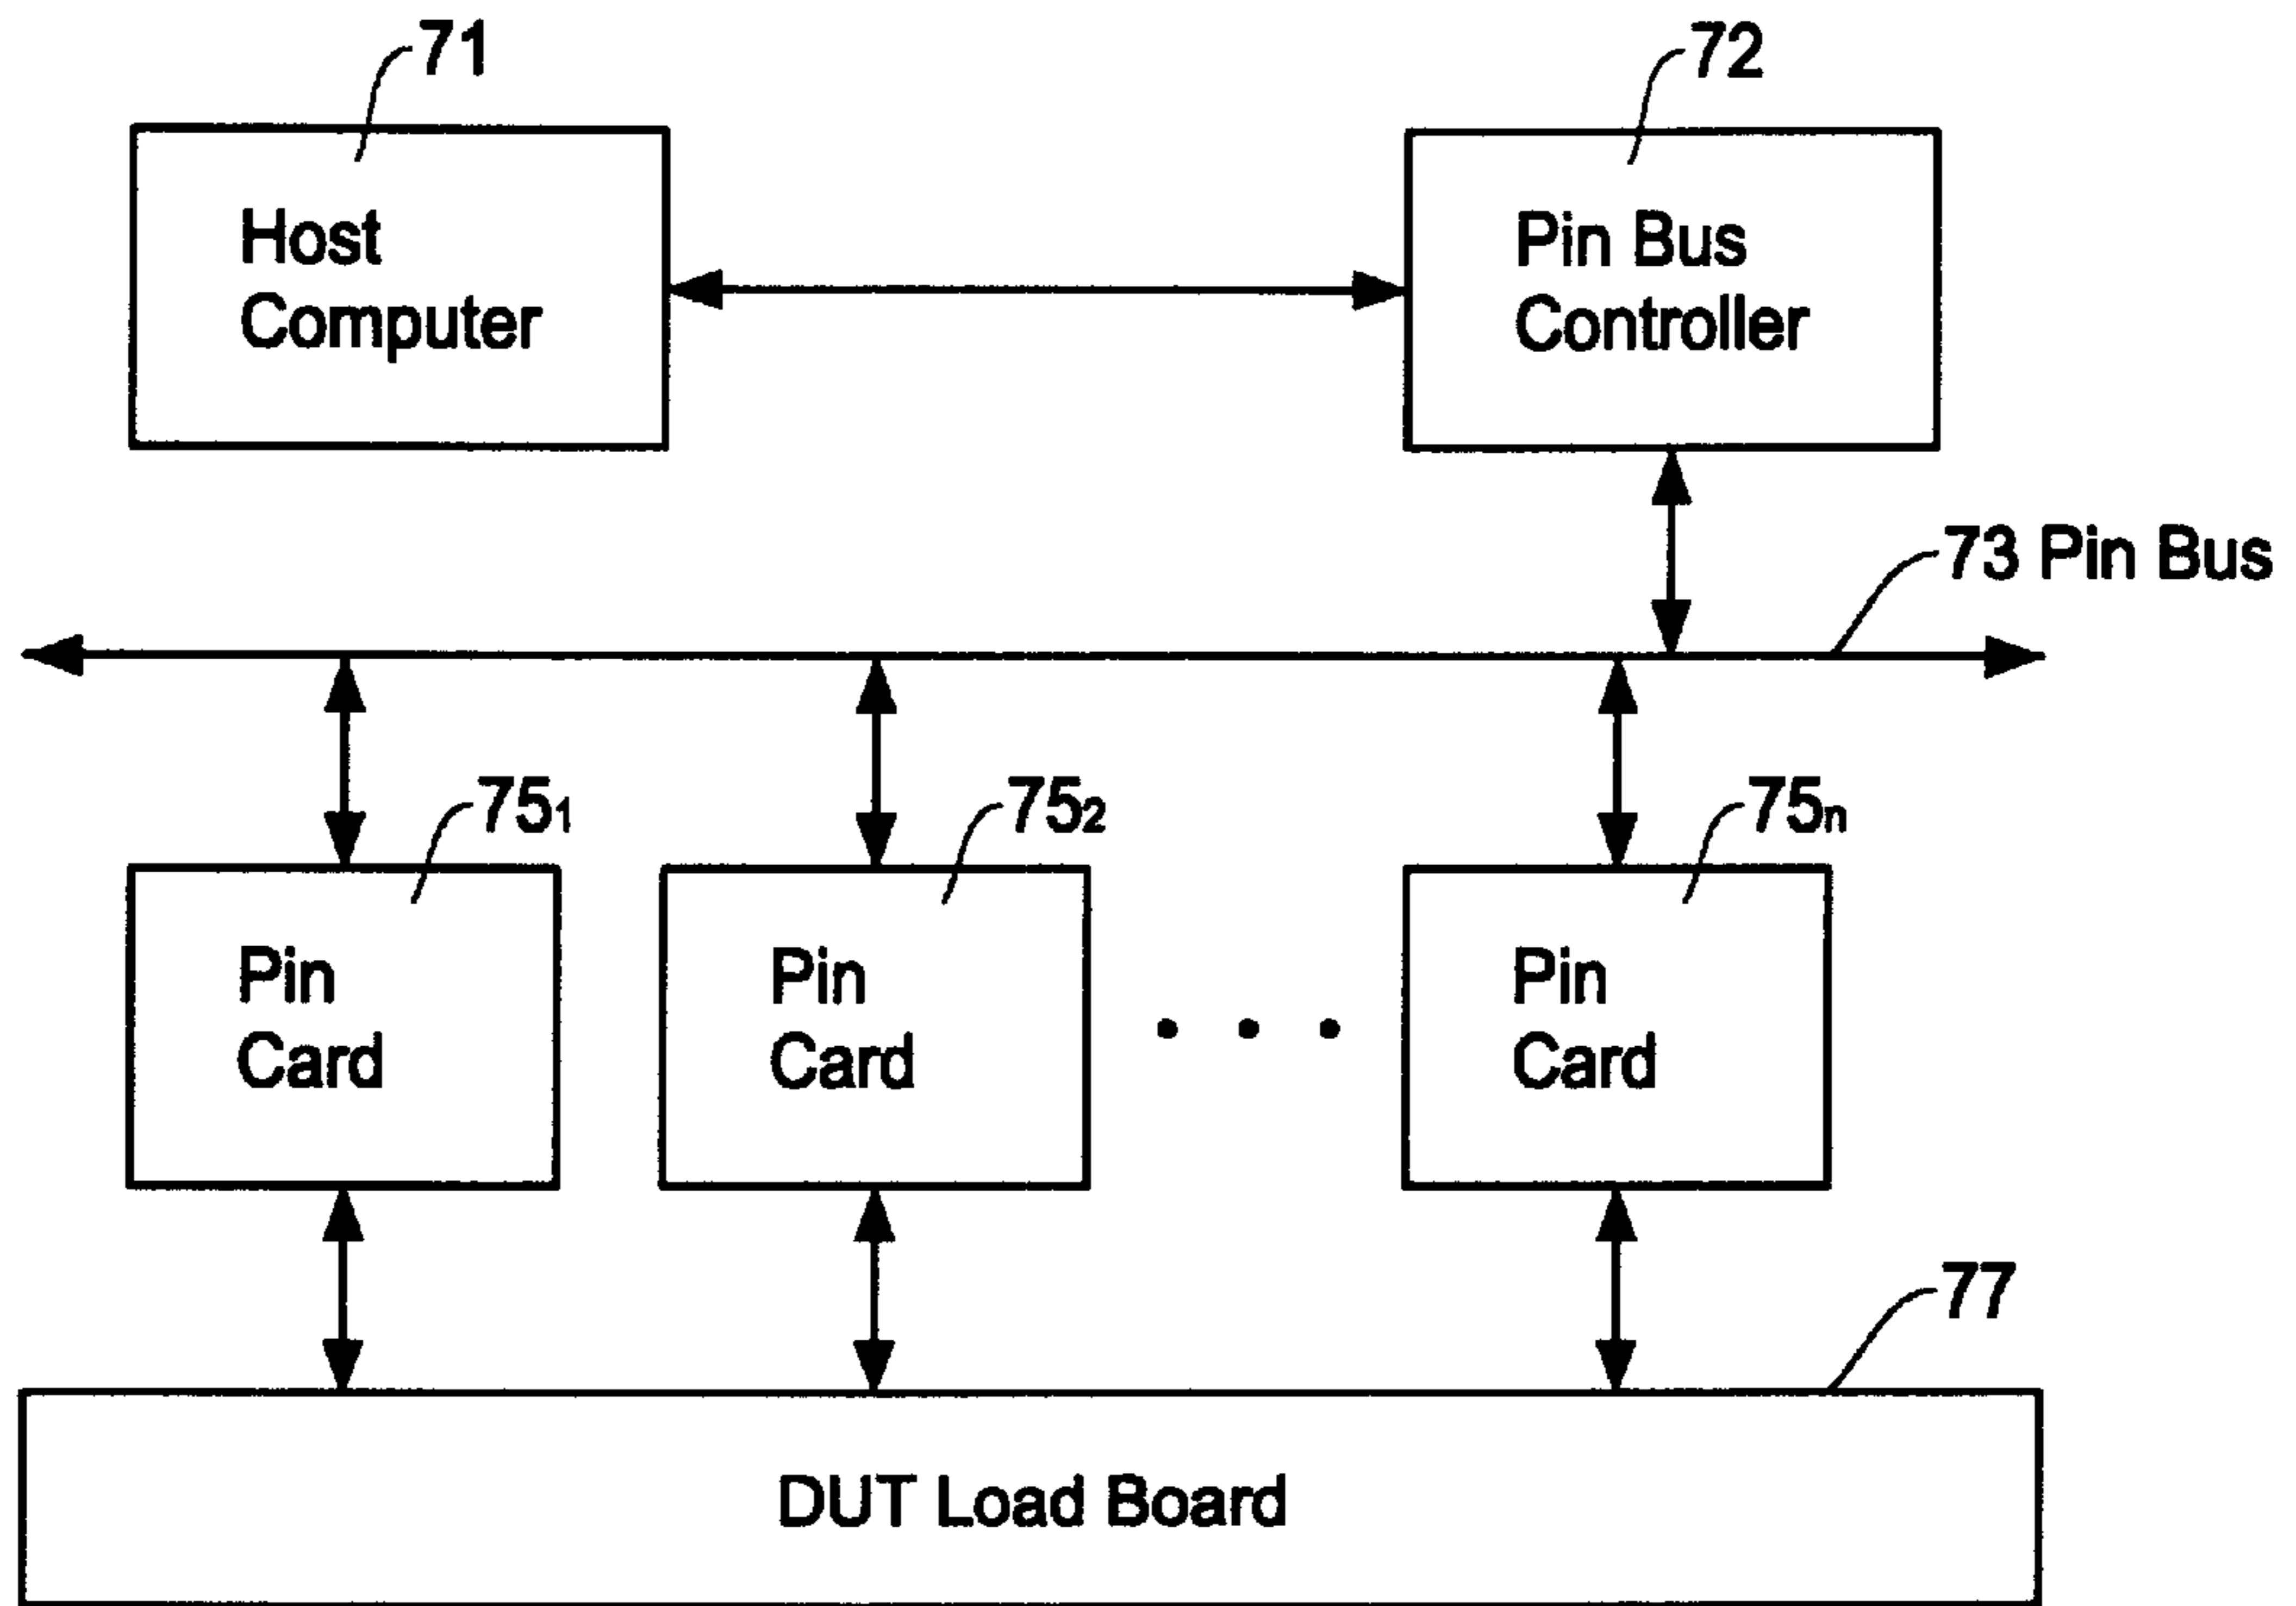 71
72
Host
Computer
Pin Bus
Controller
73 Pin Bus
75₁
75₂
75ₙ
Pin
Card
Pin
Card
Pin
Card
77
DUT Load Board